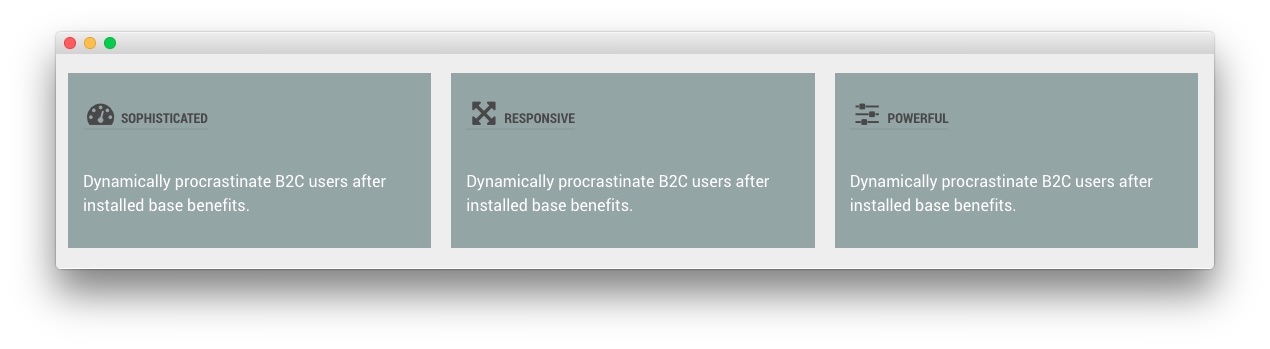 SOPHISTICATED
Dynamically procrastinate B2C users after
installed base benefits.
RESPONSIVE
Dynamically procrastinate B2C users after
installed base benefits.
POWERFUL
Dynamically procrastinate B2C users after
installed base benefits.